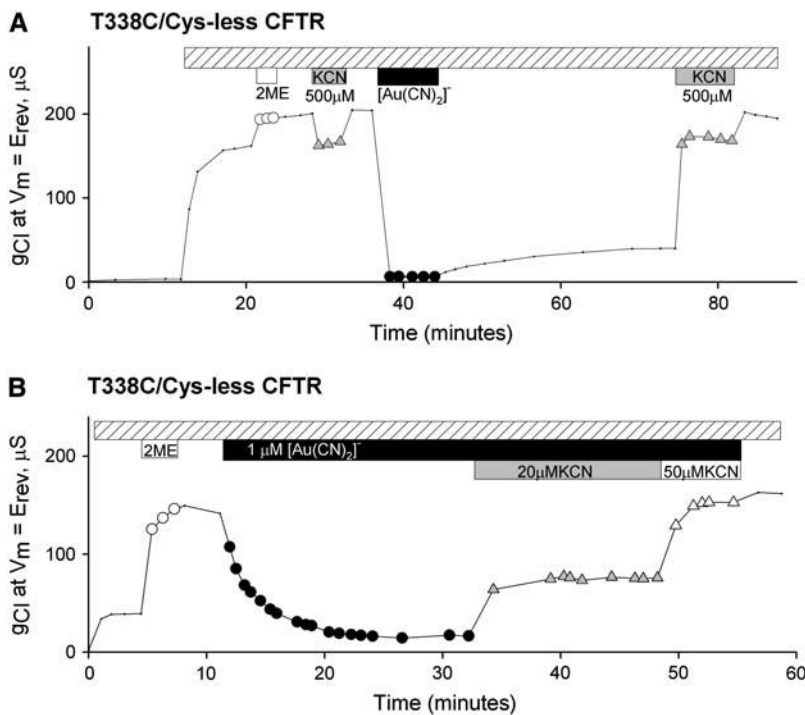 A
T338C/Cys-less CFTR
2ME
KCN
500μM
[Au(CN)2]-
KCN
500μM
gCl at Vm = Erev, μS
200
100
0
0 20 40 60 80
Time (minutes)
B
T338C/Cys-less CFTR
2ME
1 μM [Au(CN)2]-
20μMKCN
50μMKCN
gCl at Vm = Erev, μS
200
100
0
0 10 20 30 40 50 60
Time (minutes)